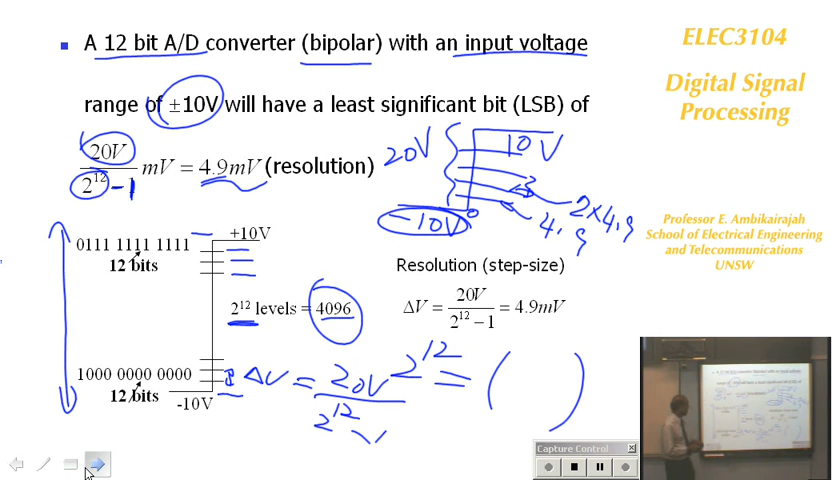 A 12 bit A/D converter (bipolar) with an input voltage
range of ±10V will have a least significant bit (LSB) of
20V / 2^12 -1 mV = 4.9mV (resolution)
20V
10V
-10V
0
4.9
2×4.9
0111 1111 1111
+10V
12 bits
2^12 levels = 4096
1000 0000 0000
12 bits
-10V
Resolution (step-size)
ΔV = 20V / 2^12 − 1 = 4.9mV
ΔV = 20V / 2^12
2^12 = ( )
ELEC3104
Digital Signal
Processing
Professor E. Ambikairajah
School of Electrical Engineering
and Telecommunications
UNSW
Capture Control